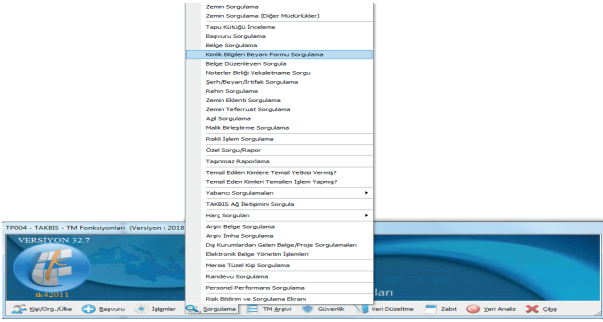 Zemin Sorgulama
Zemin Sorgulama (Diğer Müdürlükler)
Tapu Kütüğü İnceleme
Başvuru Sorgulama
Belge Sorgulama
Kimlik Bilgileri Beyanı Formu Sorgulama
Belge Düzenleyen Sorgula
Noterler Birliği Vekaletname Sorgu
Şerh/Beyan/İrtifak Sorgulama
Rehin Sorgulama
Zemin Eklenti Sorgulama
Zemin Teferruat Sorgulama
Azil Sorgulama
Malik Birleştirme Sorgulama
Riskli İşlem Sorgulama
Özel Sorgu/Rapor
Taşınmaz Raporlama
Temsil Edilen Kimlere Temsil Yetkisi Vermiş?
Temsil Eden Kimleri Temsilen İşlem Yapmış?
Yabancı Sorgulamaları
TAKBIS Ağ İletişimini Sorgula
Harç Sorguları
Arşiv Belge Sorgulama
Arşiv İmha Sorgulama
Dış Kurumlardan Gelen Belge/Proje Sorgulamaları
Elektronik Belge Yönetim İşlemleri
Mersis Tüzel Kişi Sorgulama
Randevu Sorgulama
Personel Performans Sorgulama
Risk Bildirim ve Sorgulama Ekranı
TP004 - TAKBIS - TM Fonksiyonları (Versiyon : 2018
VERSİYON 32.7
tk42011
ları
Kişi/Org./Ülke Başvuru İşlemler Sorgulama TM Arşivi Güvenlik Veri Düzeltme Zabıt Veri Analiz Çıkış